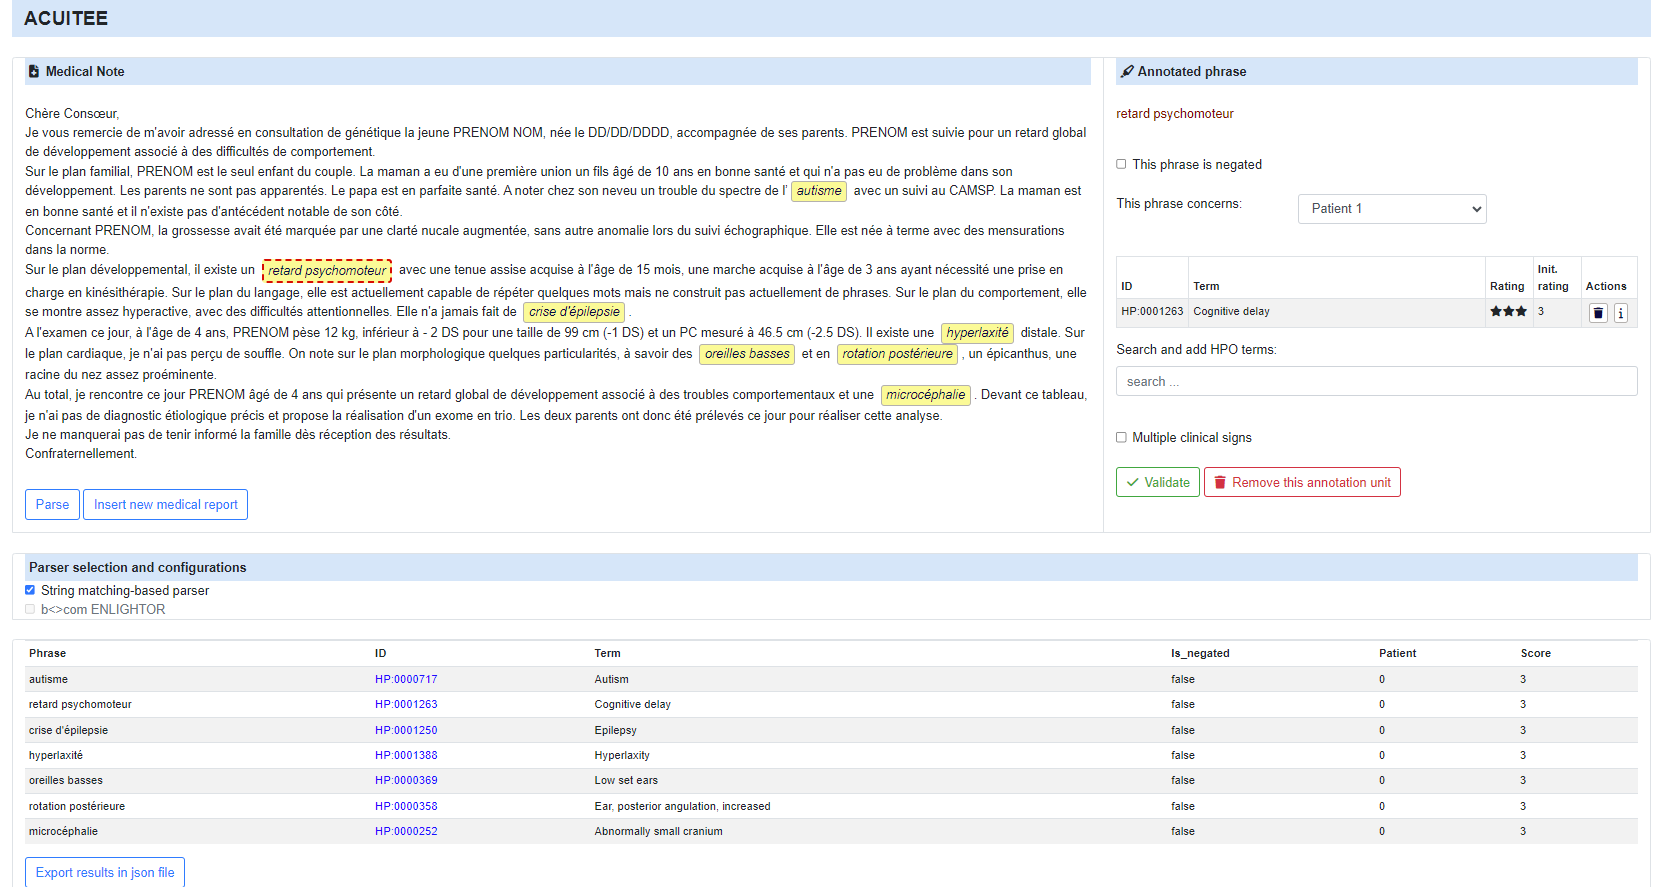 ACUITEE
Medical Note
Chère Consœur,
Je vous remercie de m'avoir adressé en consultation de génétique la jeune PRENOM NOM, née le DD/DD/DDDD, accompagnée de ses parents. PRENOM est suivie pour un retard global
de développement associé à des difficultés de comportement.
Sur le plan familial, PRENOM est le seul enfant du couple. La maman a eu d'une première union un fils âgé de 10 ans en bonne santé et qui n'a pas eu de problème dans son
développement. Les parents ne sont pas apparentés. Le papa est en parfaite santé. A noter chez son neveu un trouble du spectre de l' autisme avec un suivi au CAMSP. La maman est
en bonne santé et il n'existe pas d'antécédent notable de son côté.
Concernant PRENOM, la grossesse avait été marquée par une clarté nucale augmentée, sans autre anomalie lors du suivi échographique. Elle est née à terme avec des mensurations
dans la norme.
Sur le plan développemental, il existe un retard psychomoteur avec une tenue assise acquise à l'âge de 15 mois, une marche acquise à l'âge de 3 ans ayant nécessité une prise en
charge en kinésithérapie. Sur le plan du langage, elle est actuellement capable de répéter quelques mots mais ne construit pas actuellement de phrases. Sur le plan du comportement, elle
se montre assez hyperactive, avec des difficultés attentionnelles. Elle n'a jamais fait de crise d'épilepsie .
A l'examen ce jour, à l'âge de 4 ans, PRENOM pèse 12 kg, inférieur à - 2 DS pour une taille de 99 cm (-1 DS) et un PC mesuré à 46.5 cm (-2.5 DS). Il existe une hyperlaxité distale. Sur
le plan cardiaque, je n'ai pas perçu de souffle. On note sur le plan morphologique quelques particularités, à savoir des oreilles basses et en rotation postérieure , un épicanthus, une
racine du nez assez proéminente.
Au total, je rencontre ce jour PRENOM âgé de 4 ans qui présente un retard global de développement associé à des troubles comportementaux et une microcéphalie . Devant ce tableau,
je n'ai pas de diagnostic étiologique précis et propose la réalisation d'un exome en trio. Les deux parents ont donc été prélevés ce jour pour réaliser cette analyse.
Je ne manquerai pas de tenir informé la famille dès réception des résultats.
Confraternellement.
Parse Insert new medical report
Annotated phrase
retard psychomoteur
This phrase is negated
This phrase concerns: Patient 1
ID Term Rating Init. rating Actions
HP:0001263 Cognitive delay ★★★ 3 i
Search and add HPO terms:
search ...
Multiple clinical signs
Validate Remove this annotation unit
Parser selection and configurations
String matching-based parser
b<>com ENLIGHTOR
Phrase ID Term Is_negated Patient Score
autisme HP:0000717 Autism false 0 3
retard psychomoteur HP:0001263 Cognitive delay false 0 3
crise d'épilepsie HP:0001250 Epilepsy false 0 3
hyperlaxité HP:0001388 Hyperlaxity false 0 3
oreilles basses HP:0000369 Low set ears false 0 3
rotation postérieure HP:0000358 Ear, posterior angulation, increased false 0 3
microcéphalie HP:0000252 Abnormally small cranium false 0 3
Export results in json file